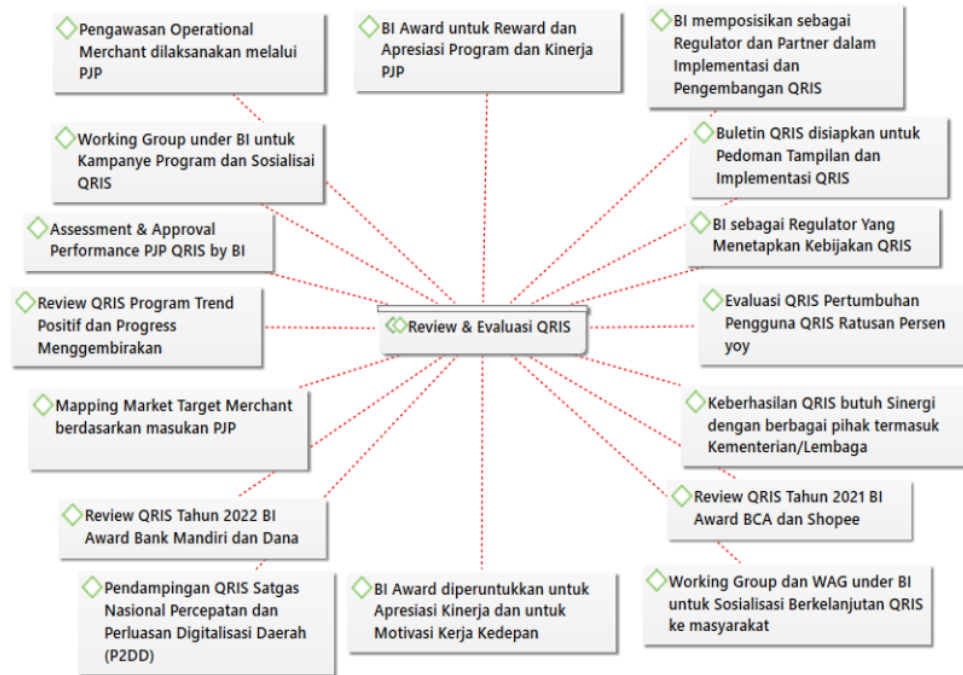 Pengawasan Operational
Merchant dilaksanakan melalui
PJP
BI Award untuk Reward dan
Apresiasi Program dan Kinerja
PJP
BI memposisikan sebagai
Regulator dan Partner dalam
Implementasi dan
Pengembangan QRIS
Working Group under BI untuk
Kampanye Program dan Sosialisai
QRIS
Buletin QRIS disiapkan untuk
Pedoman Tampilan dan
Implementasi QRIS
Assessment & Approval
Performance PJP QRIS by BI
BI sebagai Regulator Yang
Menetapkan Kebijakan QRIS
Review QRIS Program Trend
Positif dan Progress
Menggembirakan
Review & Evaluasi QRIS
Evaluasi QRIS Pertumbuhan
Pengguna QRIS Ratusan Persen
yoy
Mapping Market Target Merchant
berdasarkan masukan PJP
Keberhasilan QRIS butuh Sinergi
dengan berbagai pihak termasuk
Kementerian/Lembaga
Review QRIS Tahun 2022 BI
Award Bank Mandiri dan Dana
Review QRIS Tahun 2021 BI
Award BCA dan Shopee
Pendampingan QRIS Satgas
Nasional Percepatan dan
Perluasan Digitalisasi Daerah
(P2DD)
BI Award diperuntukkan untuk
Apresiasi Kinerja dan untuk
Motivasi Kerja Kedepan
Working Group dan WAG under BI
untuk Sosialisasi Berkelanjutan QRIS
ke masyarakat